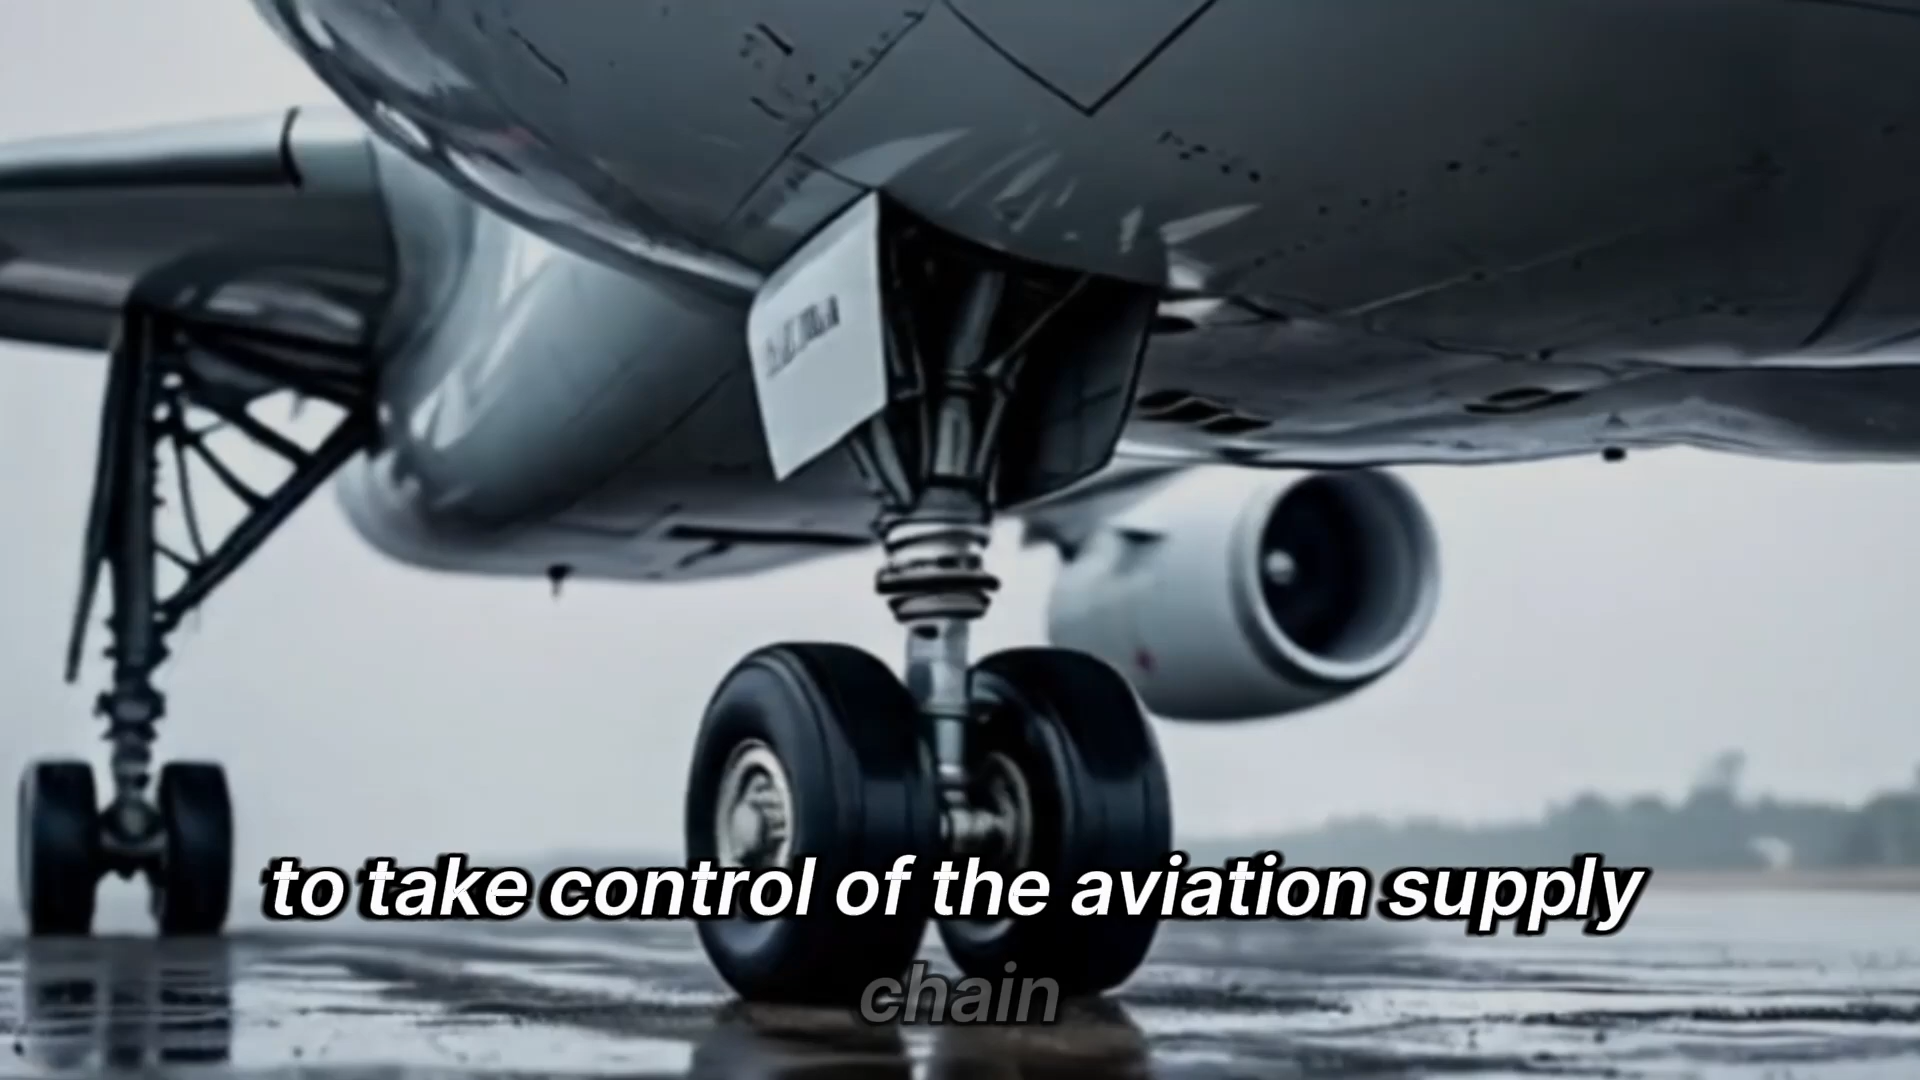 to take control of the aviation supply
chain